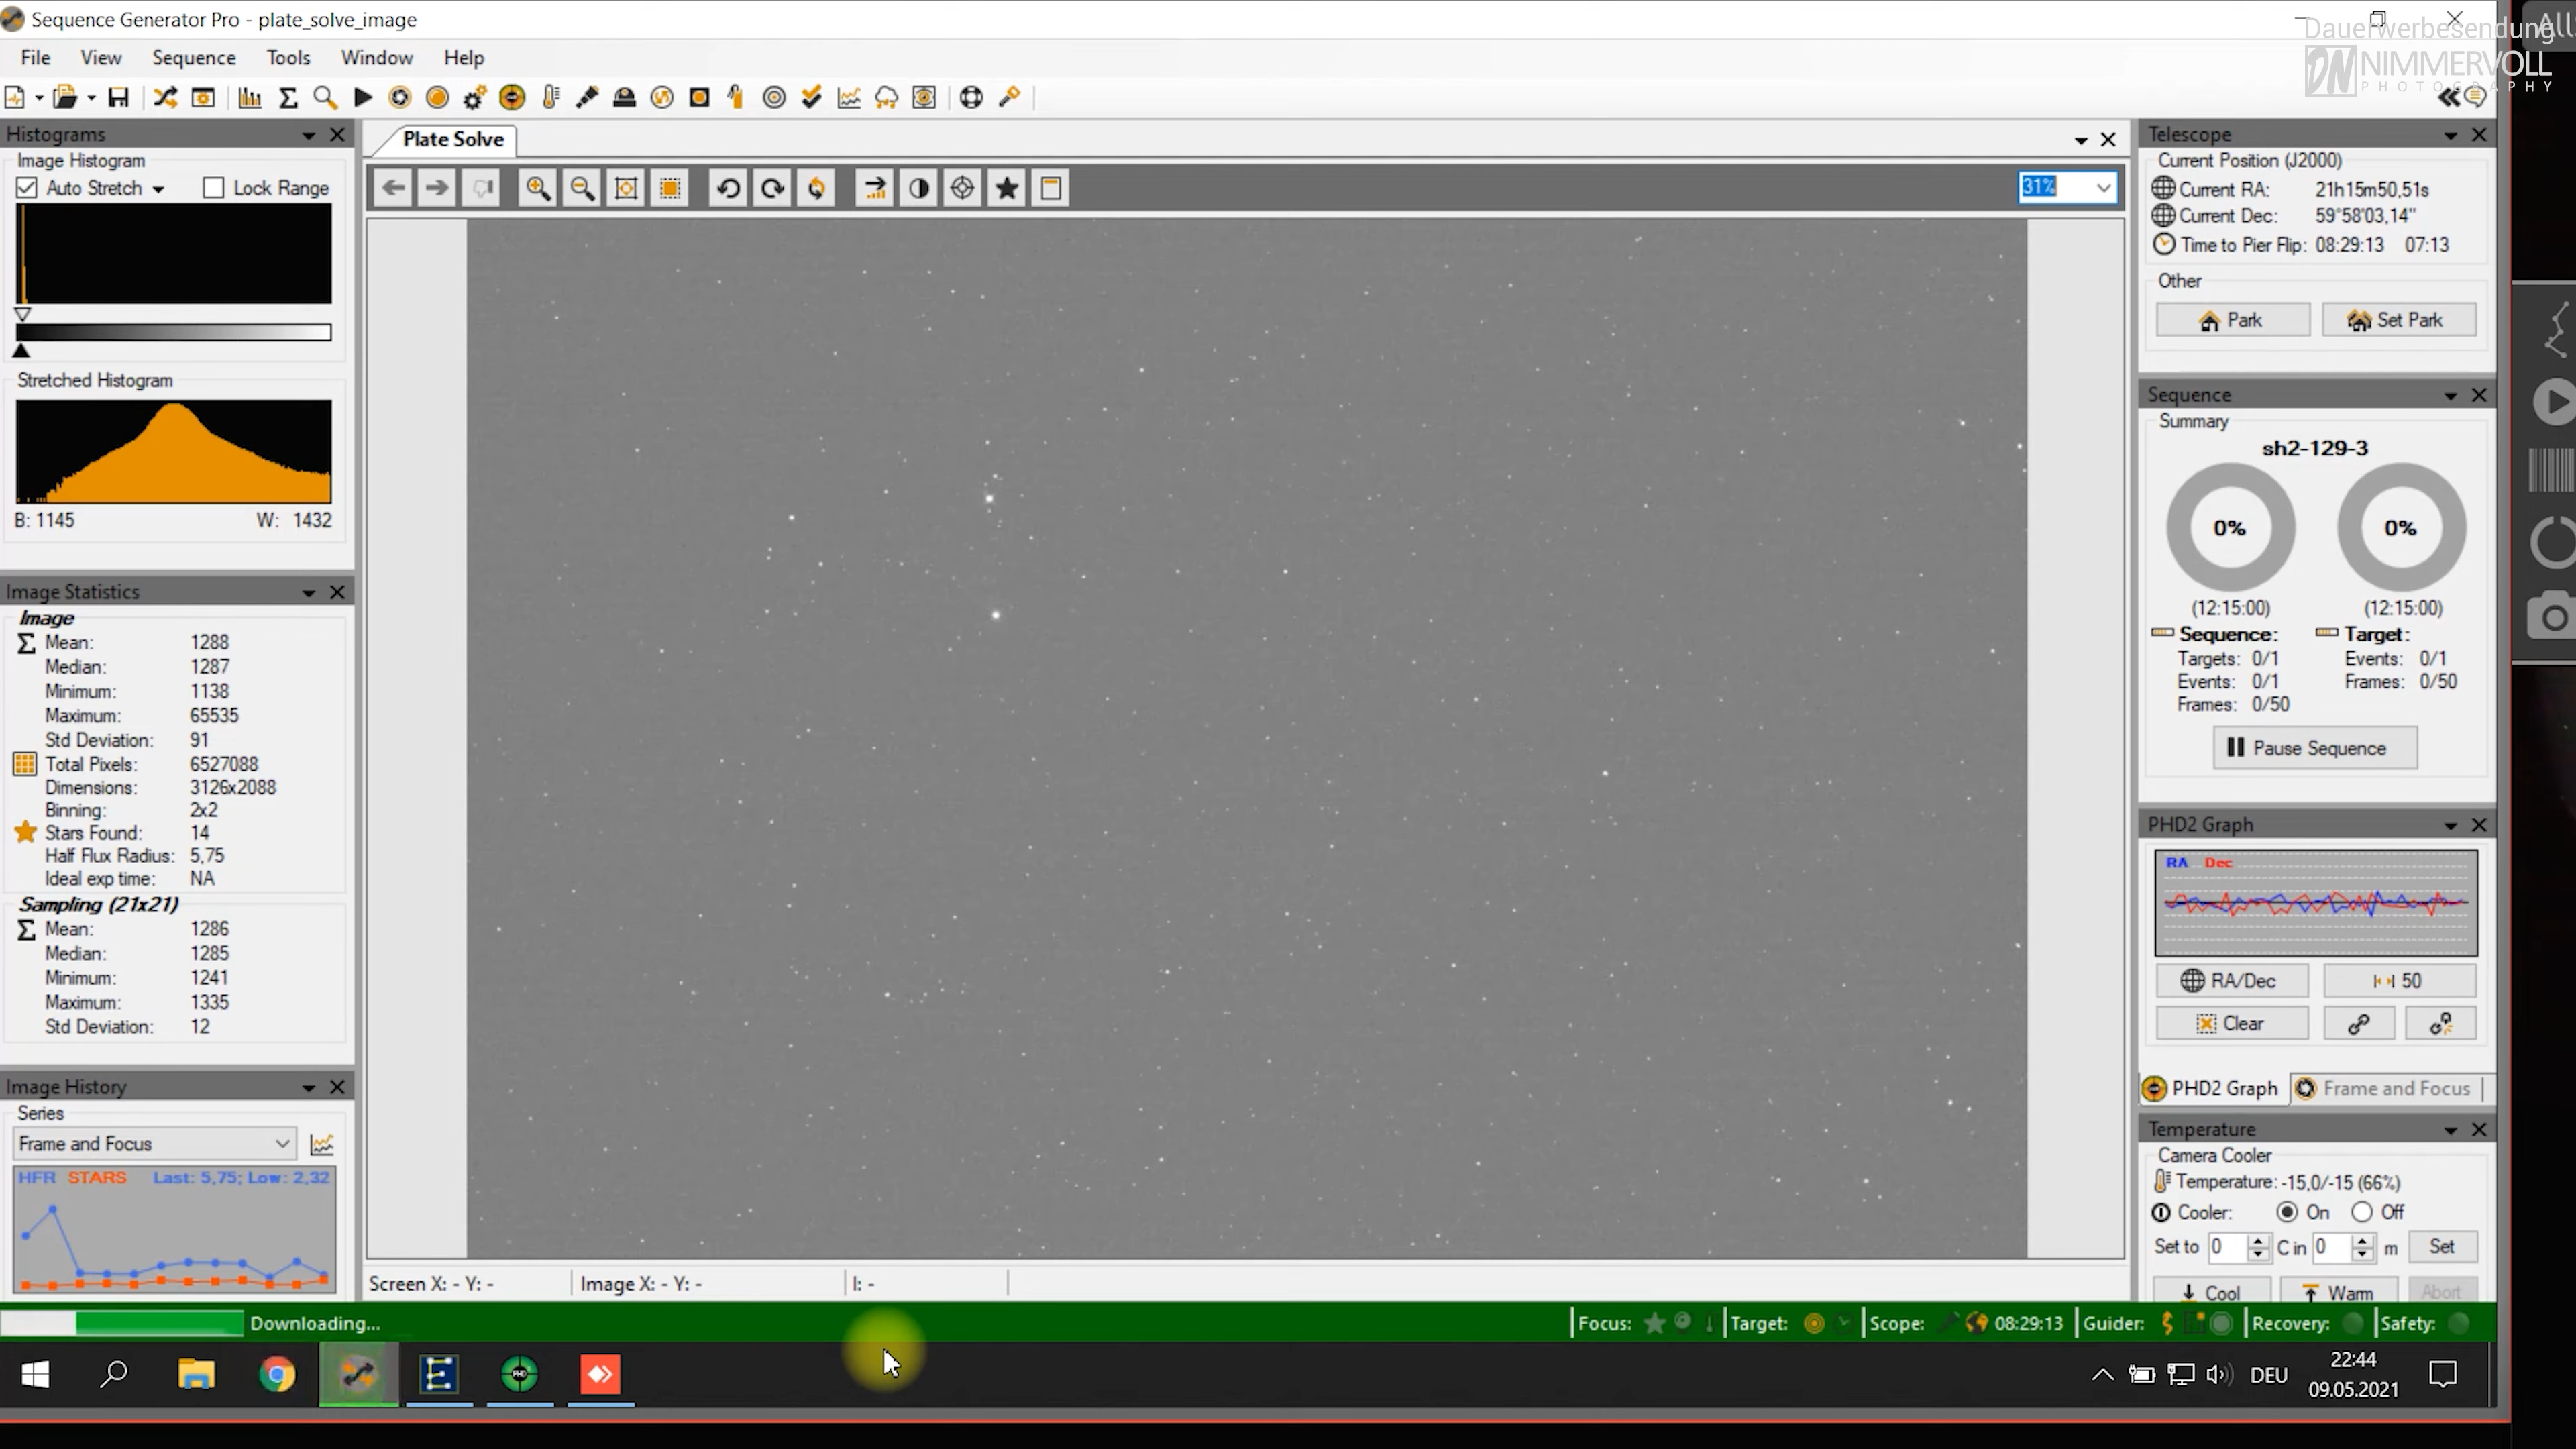 Sequence Generator Pro - plate_solve_image
Dauerwerbesendung
All
DN NIMMERVOLL
PHOTOGRAPHY
File View Sequence Tools Window Help
Histograms
Image Histogram
Auto Stretch Lock Range
Stretched Histogram
B: 1145 W: 1432
Image Statistics
Image
Mean: 1288
Median: 1287
Minimum: 1138
Maximum: 65535
Std Deviation: 91
Total Pixels: 6527088
Dimensions: 3126x2088
Binning: 2x2
Stars Found: 14
Half Flux Radius: 5,75
Ideal exp time: NA
Sampling (21x21)
Mean: 1286
Median: 1285
Minimum: 1241
Maximum: 1335
Std Deviation: 12
Image History
Series
Frame and Focus
HFR STARS Last: 5,75; Low: 2,32
Plate Solve
31%
Screen X: - Y: - Image X: - Y: - I: -
Telescope
Current Position (J2000)
Current RA: 21h15m50,51s
Current Dec: 59°58'03,14''
Time to Pier Flip: 08:29:13 07:13
Other
Park Set Park
Sequence
Summary
sh2-129-3
0% 0%
(12:15:00) (12:15:00)
Sequence: Target:
Targets: 0/1 Events: 0/1
Events: 0/1 Frames: 0/50
Frames: 0/50
Pause Sequence
PHD2 Graph
RA Dec
RA/Dec 50
Clear
PHD2 Graph Frame and Focus
Temperature
Camera Cooler
Temperature: -15,0/-15 (66%)
Cooler: On Off
Set to 0 C in 0 m Set
Cool Warm Abort
Downloading... Focus: Target: Scope: 08:29:13 Guider: Recovery: Safety:
DEU 22:44
09.05.2021